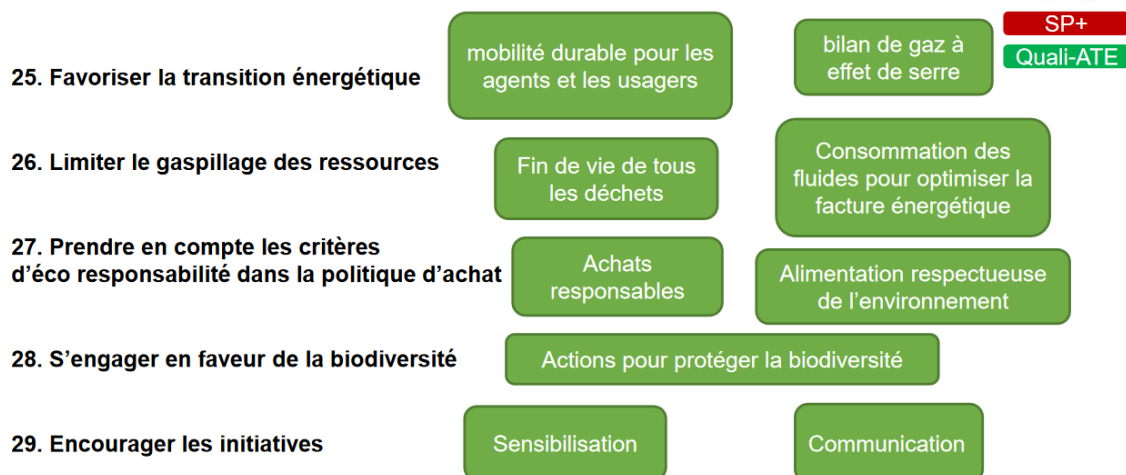 SP+
Quali-ATE
25. Favoriser la transition énergétique
mobilité durable pour les
agents et les usagers
bilan de gaz à
effet de serre
26. Limiter le gaspillage des ressources
Fin de vie de tous
les déchets
Consommation des
fluides pour optimiser la
facture énergétique
27. Prendre en compte les critères
d’éco responsabilité dans la politique d’achat
Achats
responsables
Alimentation respectueuse
de l’environnement
28. S’engager en faveur de la biodiversité
Actions pour protéger la biodiversité
29. Encourager les initiatives
Sensibilisation
Communication